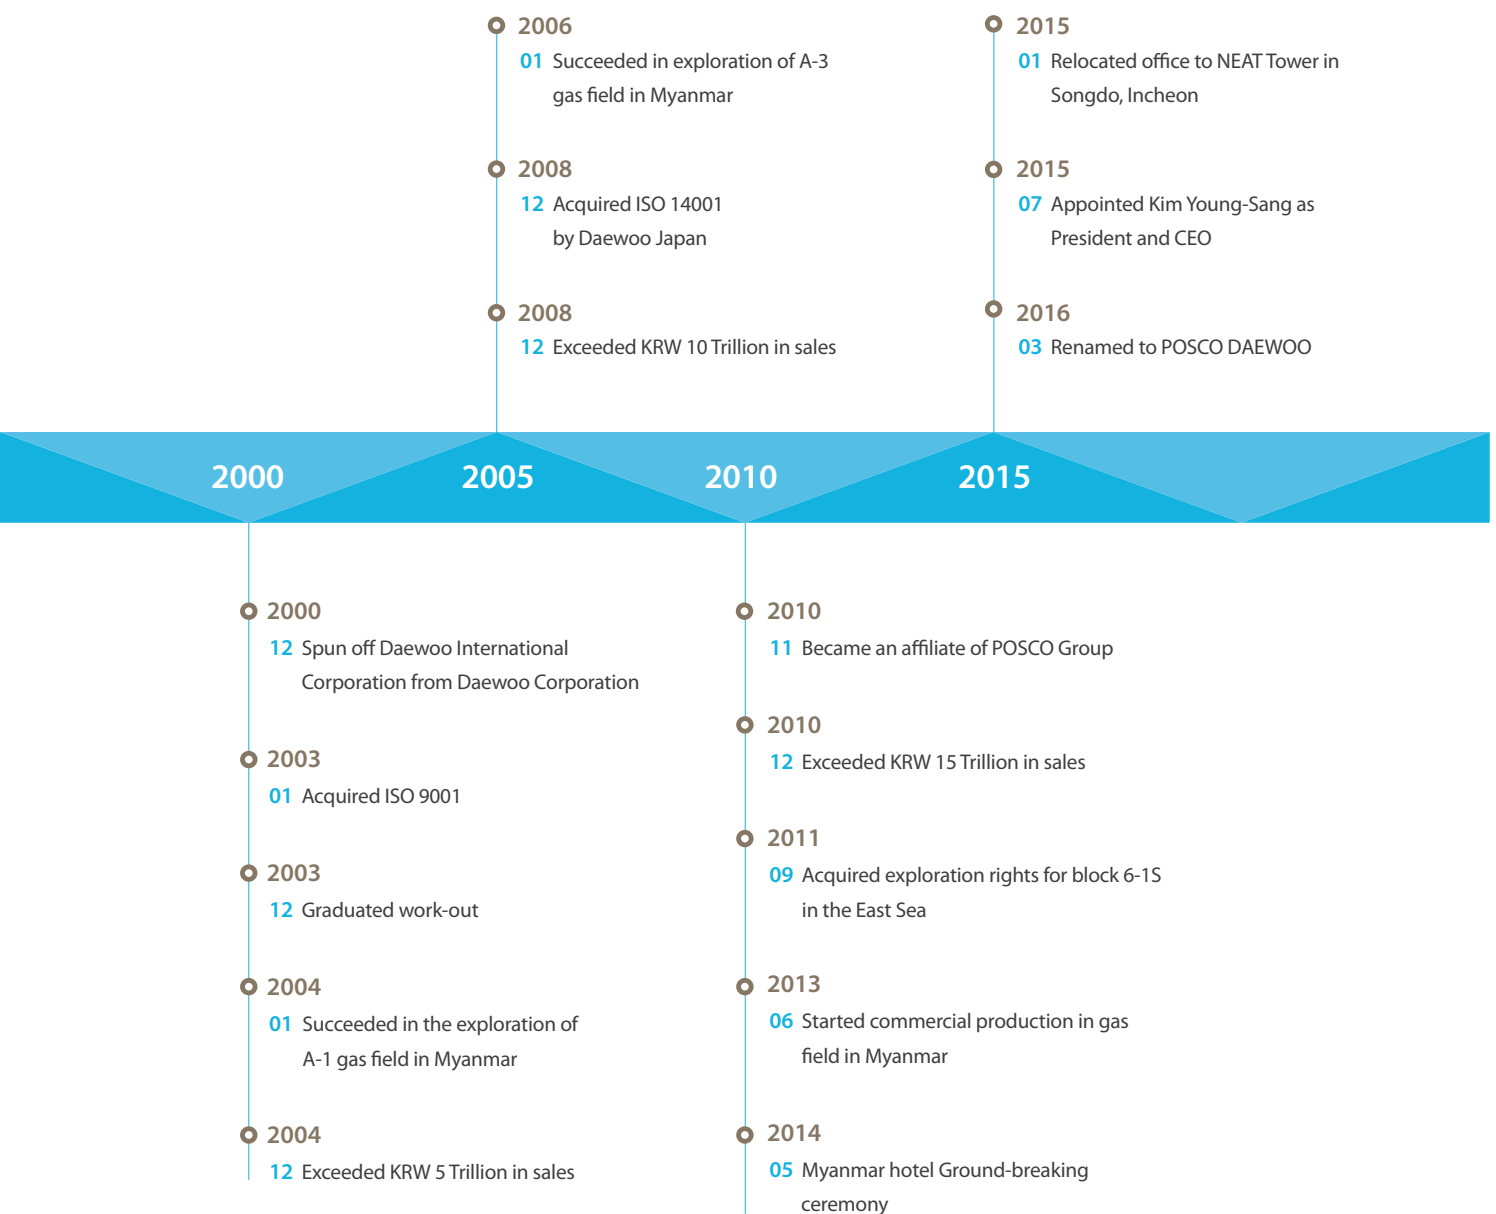 2006
01 Succeeded in exploration of A-3
gas field in Myanmar
2008
12 Acquired ISO 14001
by Daewoo Japan
2008
12 Exceeded KRW 10 Trillion in sales
2015
01 Relocated office to NEAT Tower in
Songdo, Incheon
2015
07 Appointed Kim Young-Sang as
President and CEO
2016
03 Renamed to POSCO DAEWOO
2000
2005
2010
2015
2000
12 Spun off Daewoo International
Corporation from Daewoo Corporation
2003
01 Acquired ISO 9001
2003
12 Graduated work-out
2004
01 Succeeded in the exploration of
A-1 gas field in Myanmar
2004
12 Exceeded KRW 5 Trillion in sales
2010
11 Became an affiliate of POSCO Group
2010
12 Exceeded KRW 15 Trillion in sales
2011
09 Acquired exploration rights for block 6-1S
in the East Sea
2013
06 Started commercial production in gas
field in Myanmar
2014
05 Myanmar hotel Ground-breaking
ceremony